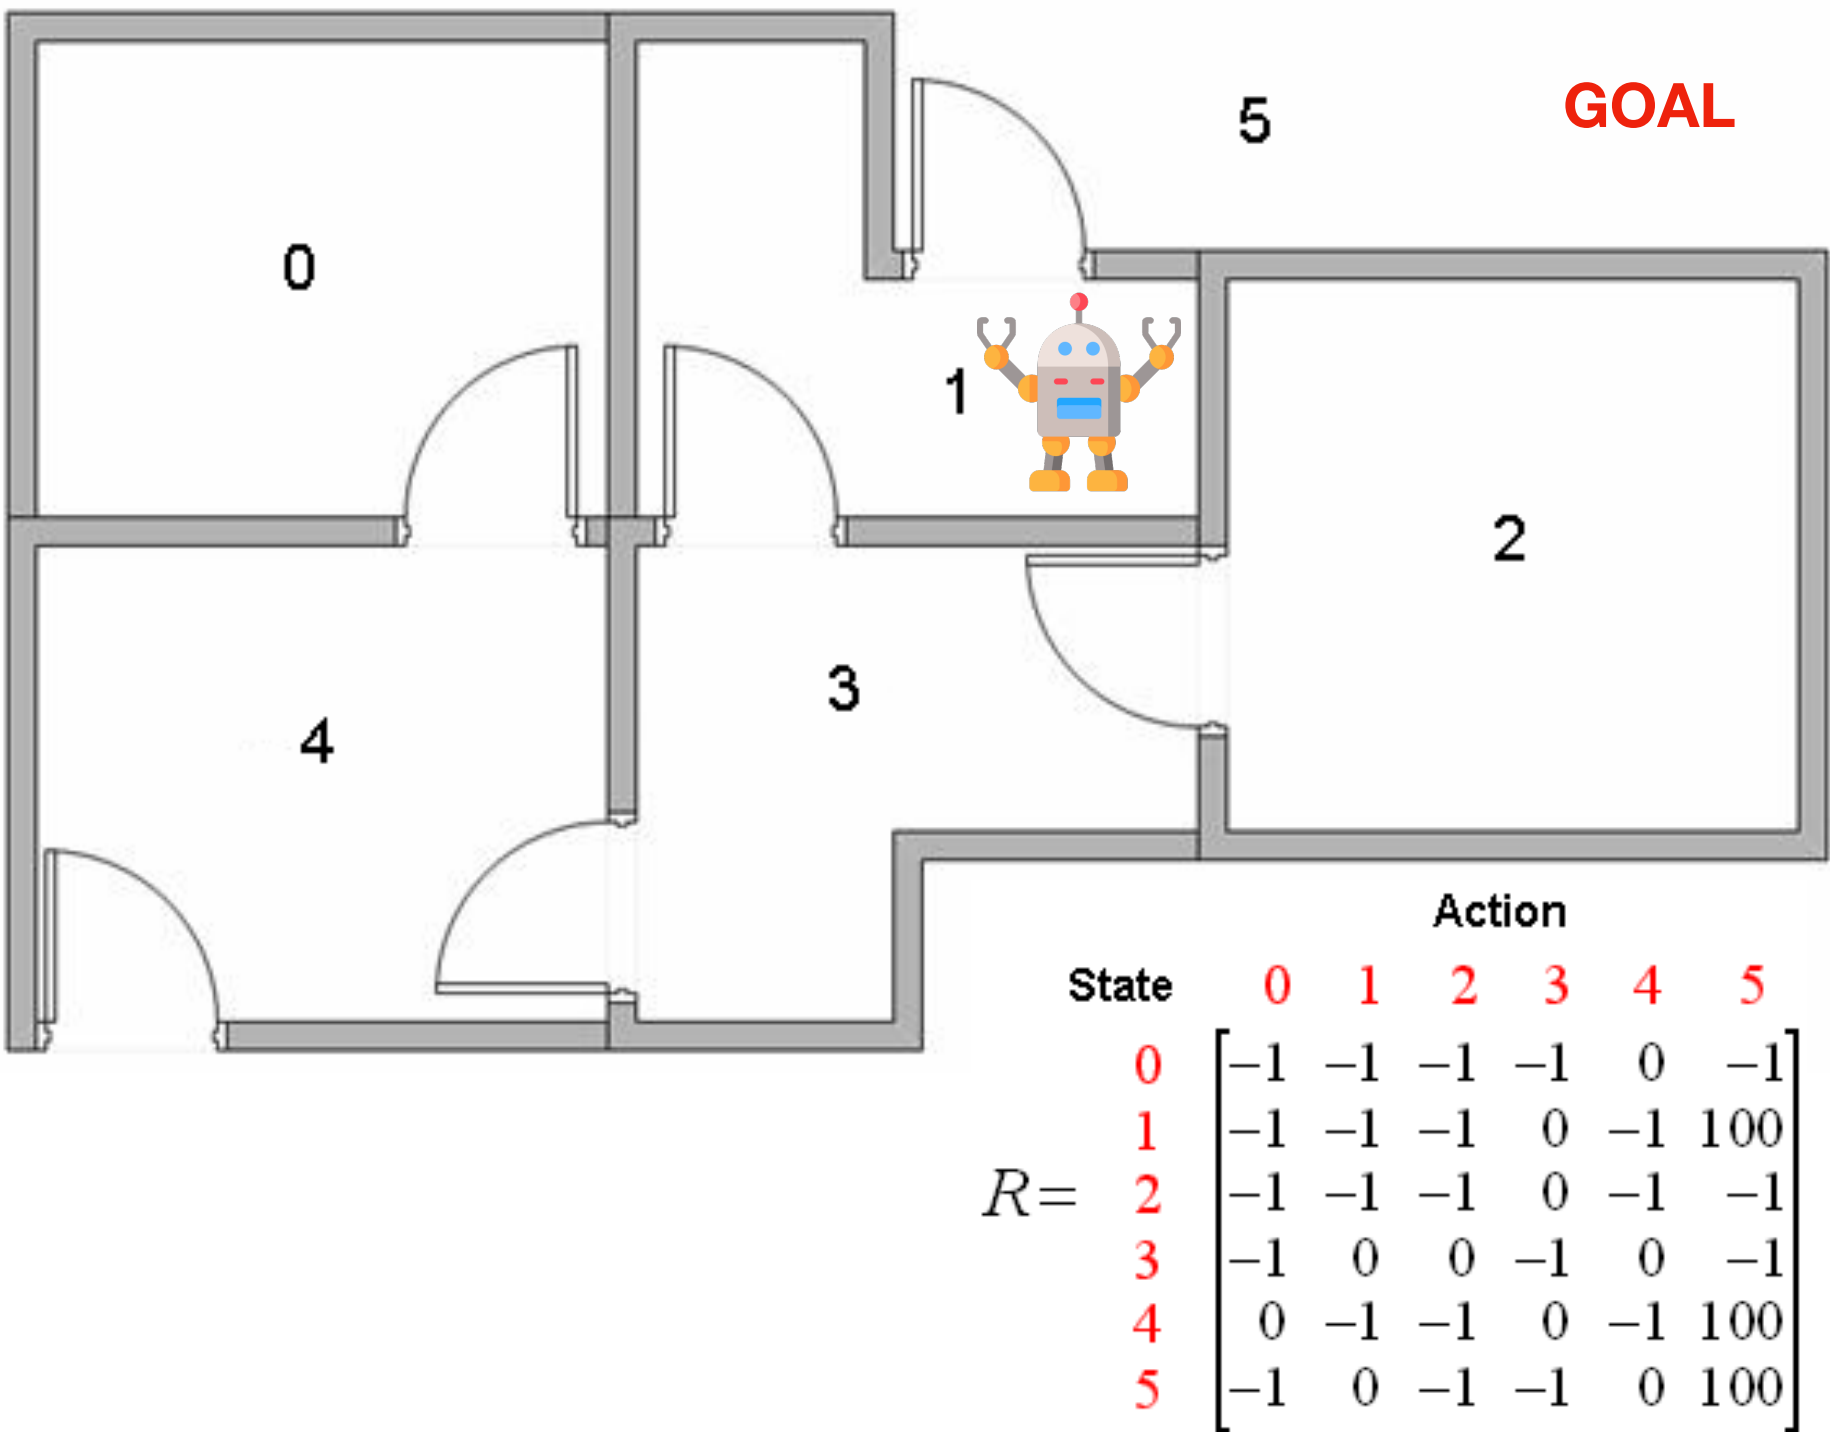 5
GOAL
0
1
2
3
4
Action
State 0 1 2 3 4 5
0 −1 −1 −1 −1 0 −1
1 −1 −1 −1 0 −1 100
R=
2 −1 −1 −1 0 −1 −1
3 −1 0 0 −1 0 −1
4 0 −1 −1 0 −1 100
5 −1 0 −1 −1 0 100